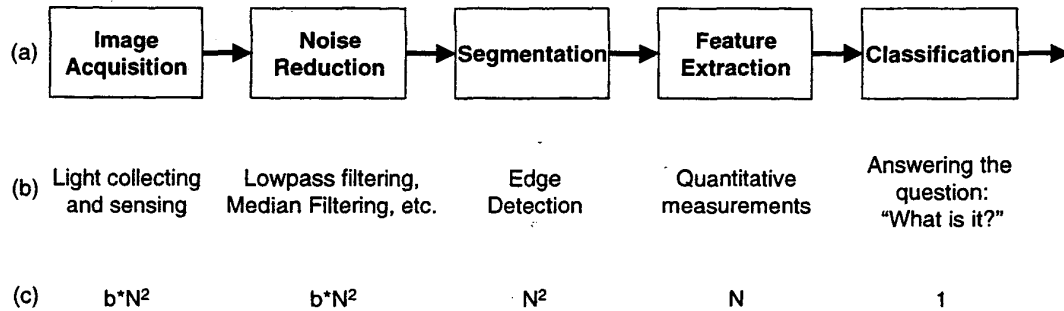 (a) Image Acquisition Noise Reduction Segmentation Feature Extraction Classification
(b) Light collecting and sensing Lowpass filtering, Median Filtering, etc. Edge Detection Quantitative measurements Answering the question: "What is it?"
(c) b*N² b*N² N² N 1